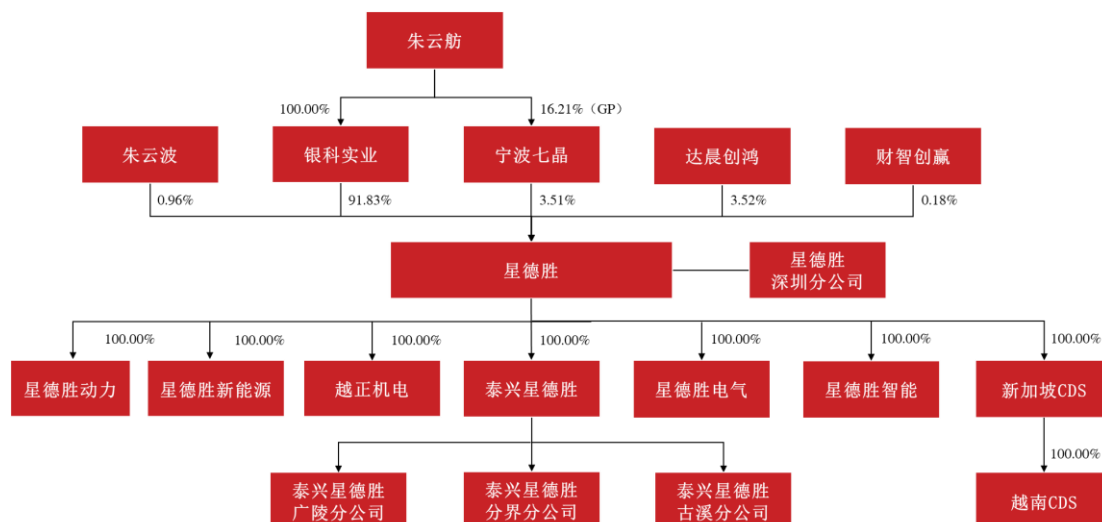 朱云舫
100.00%
16.21%（GP）
朱云波
银科实业
宁波七晶
达晨创鸿
财智创赢
0.96%
91.83%
3.51%
3.52%
0.18%
星德胜
星德胜
深圳分公司
100.00%
100.00%
100.00%
100.00%
100.00%
100.00%
100.00%
星德胜动力
星德胜新能源
越正机电
泰兴星德胜
星德胜电气
星德胜智能
新加坡CDS
100.00%
泰兴星德胜
广陵分公司
泰兴星德胜
分界分公司
泰兴星德胜
古溪分公司
越南CDS